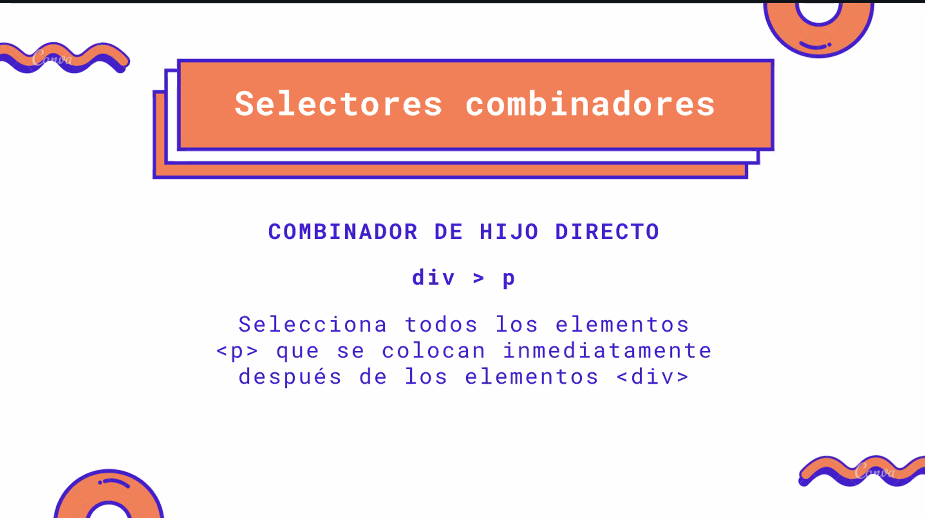 Canva
Selectores combinadores
COMBINADOR DE HIJO DIRECTO
div > p
Selecciona todos los elementos
<p> que se colocan inmediatamente
después de los elementos <div>
Canva